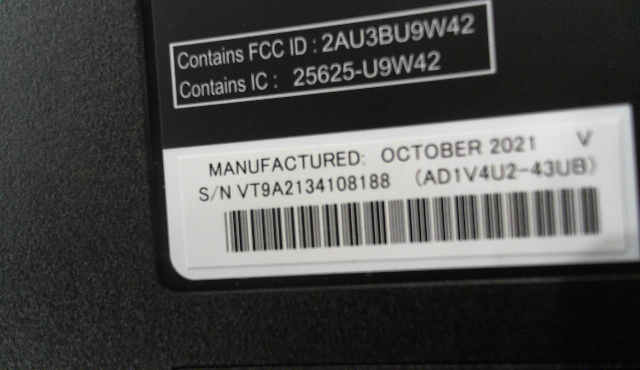 Contains FCC ID : 2AU3BU9W42
Contains IC : 25625-U9W42
MANUFACTURED: OCTOBER 2021 V
S/N VT9A2134108188 (AD1V4U2-43UB)